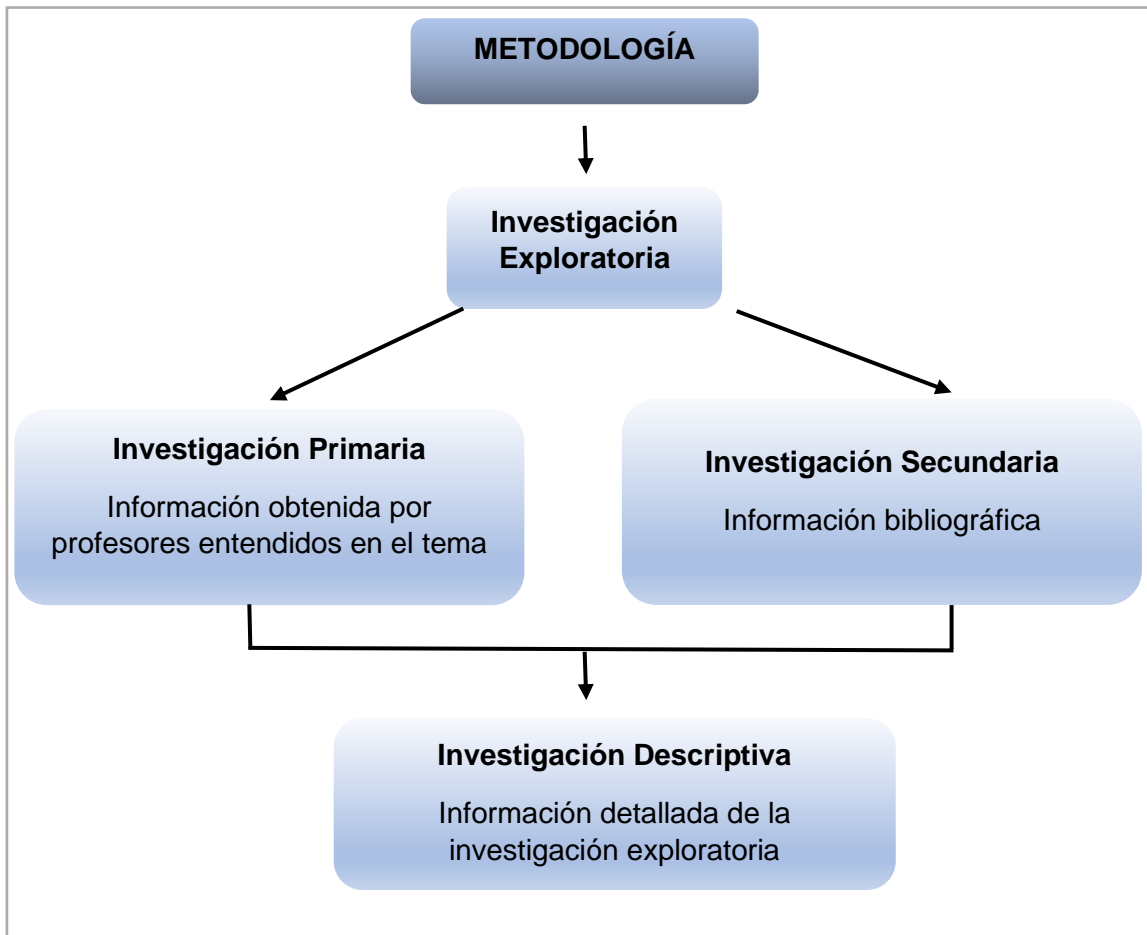 METODOLOGÍA
Investigación
Exploratoria
Investigación Primaria
Información obtenida por
profesores entendidos en el tema
Investigación Secundaria
Información bibliográfica
Investigación Descriptiva
Información detallada de la
investigación exploratoria